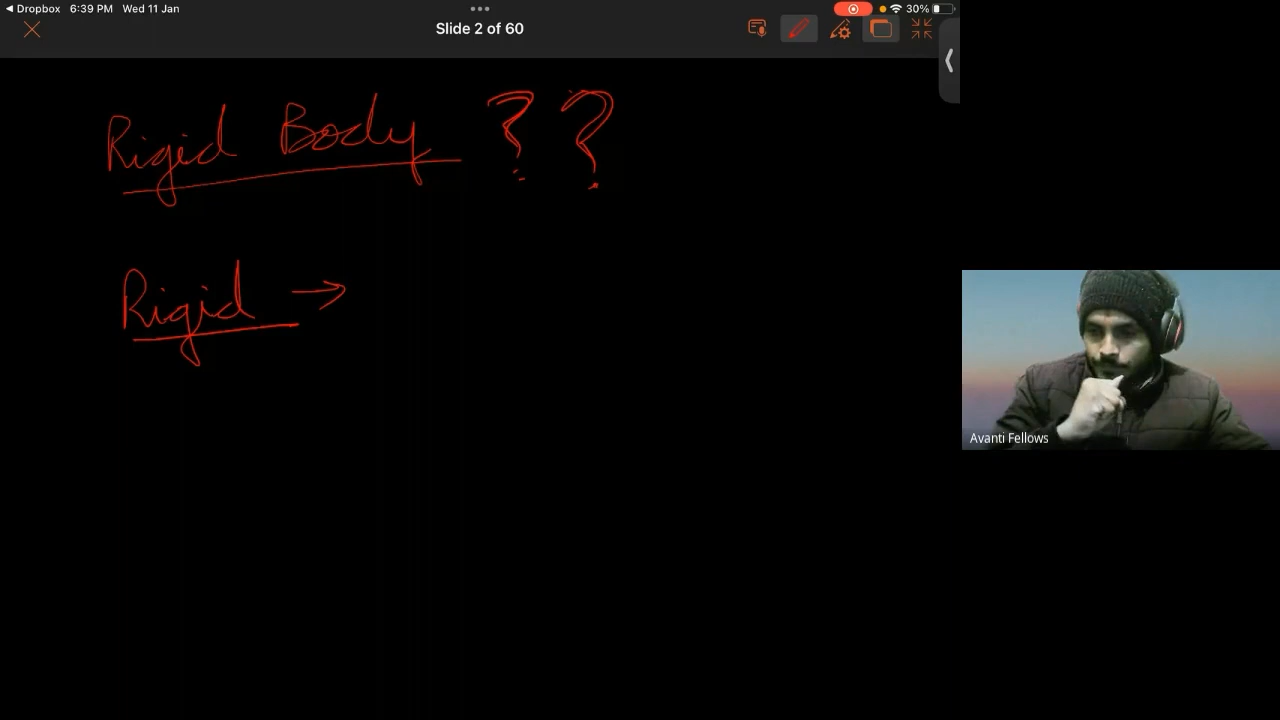 Dropbox 6:39 PM Wed 11 Jan 30%
Slide 2 of 60
Rigid Body ??
Rigid →
Avanti Fellows